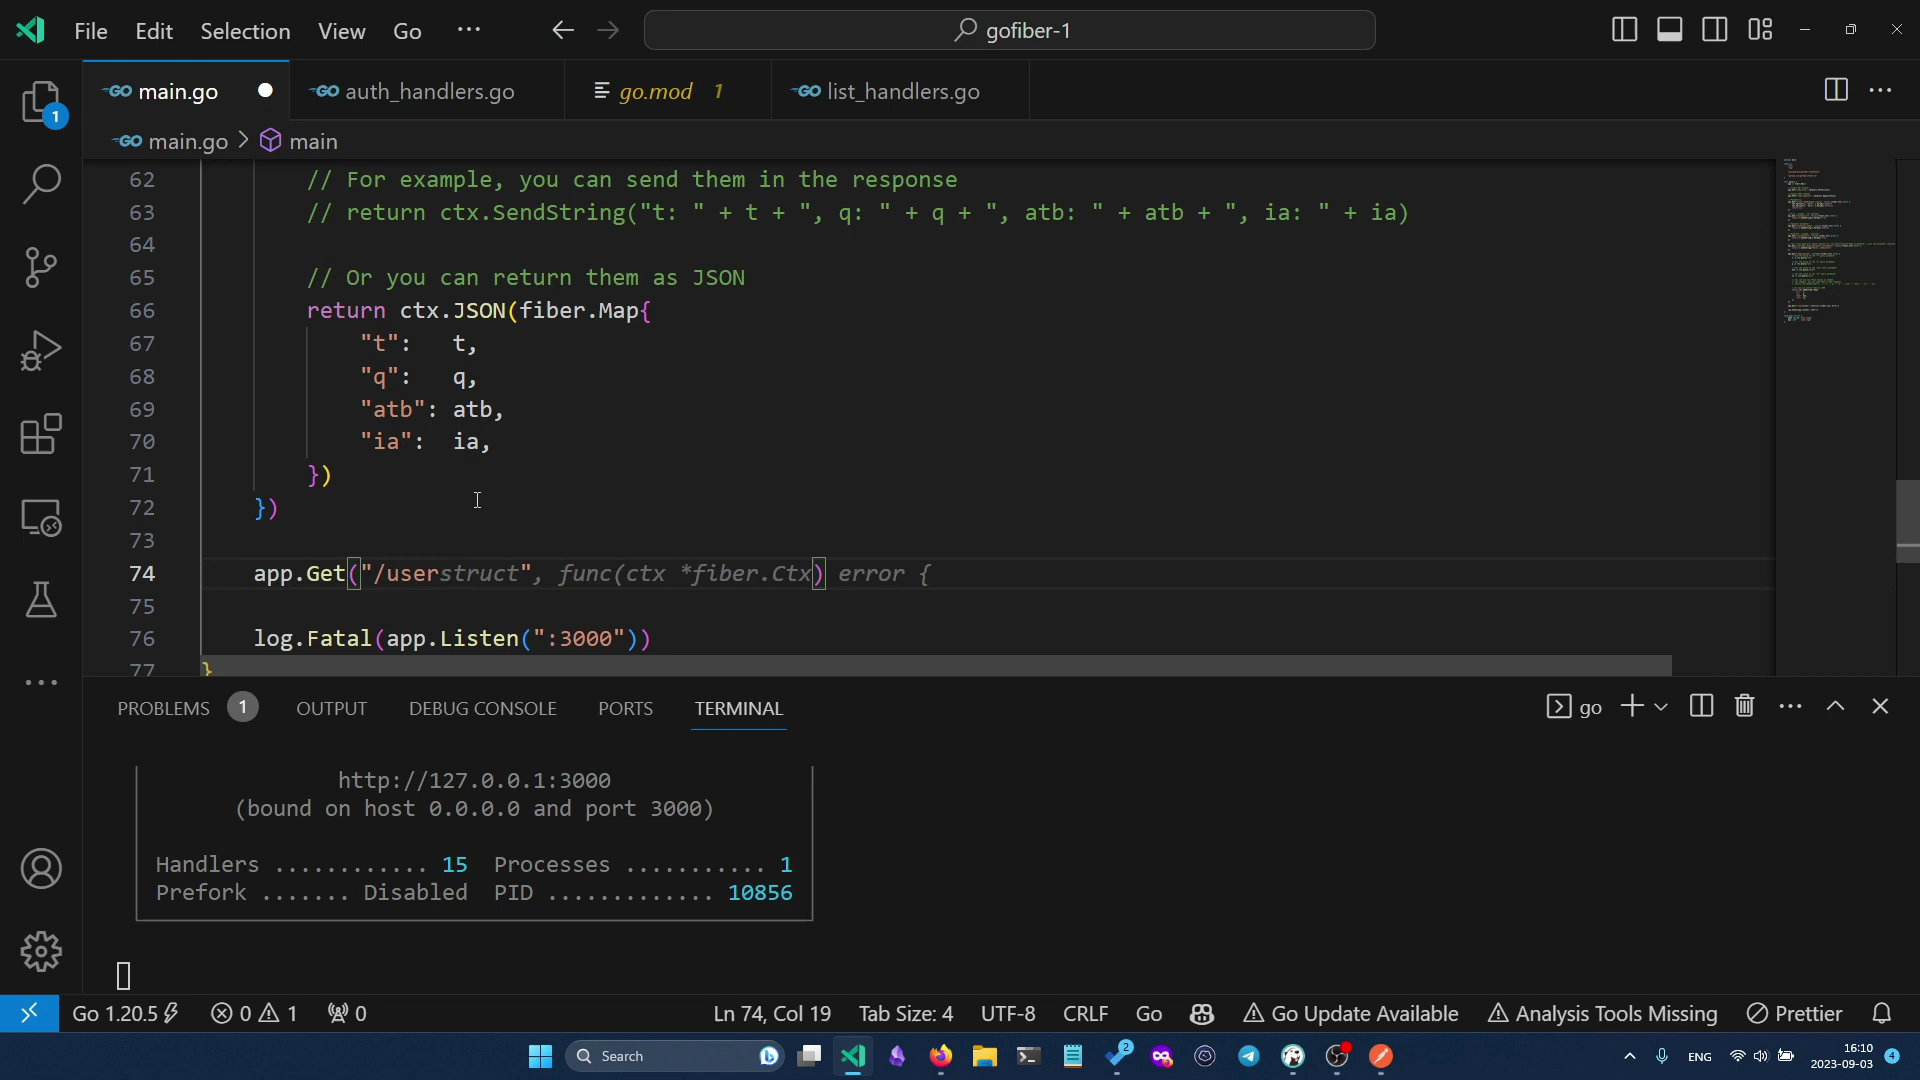 File Edit Selection View Go ··· gofiber-1
main.go auth_handlers.go go.mod 1 list_handlers.go
1
main.go > main
62 // For example, you can send them in the response
63 // return ctx.SendString("t: " + t + ", q: " + q + ", atb: " + atb + ", ia: " + ia)
64
65 // Or you can return them as JSON
66 return ctx.JSON(fiber.Map{
67 "t": t,
68 "q": q,
69 "atb": atb,
70 "ia": ia,
71 })
72 })
73
74 app.Get("/userstruct", func(ctx *fiber.Ctx) error {
75
76 log.Fatal(app.Listen(":3000"))
77 }
PROBLEMS 1 OUTPUT DEBUG CONSOLE PORTS TERMINAL go
http://127.0.0.1:3000
(bound on host 0.0.0.0 and port 3000)
Handlers ............ 15 Processes ........... 1
Prefork ....... Disabled PID ............. 10856
Go 1.20.5 0 1 0 Ln 74, Col 19 Tab Size: 4 UTF-8 CRLF Go Go Update Available Analysis Tools Missing Prettier
Search 2 ENG 16:10 4
2023-09-03